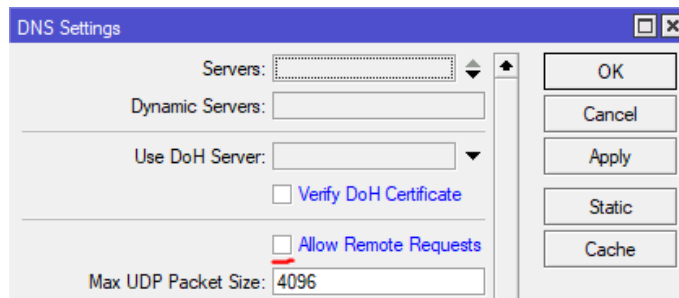 DNS Settings
Servers:
OK
Dynamic Servers:
Cancel
Use DoH Server:
Apply
Verify DoH Certificate
Static
Allow Remote Requests
Cache
Max UDP Packet Size: 4096